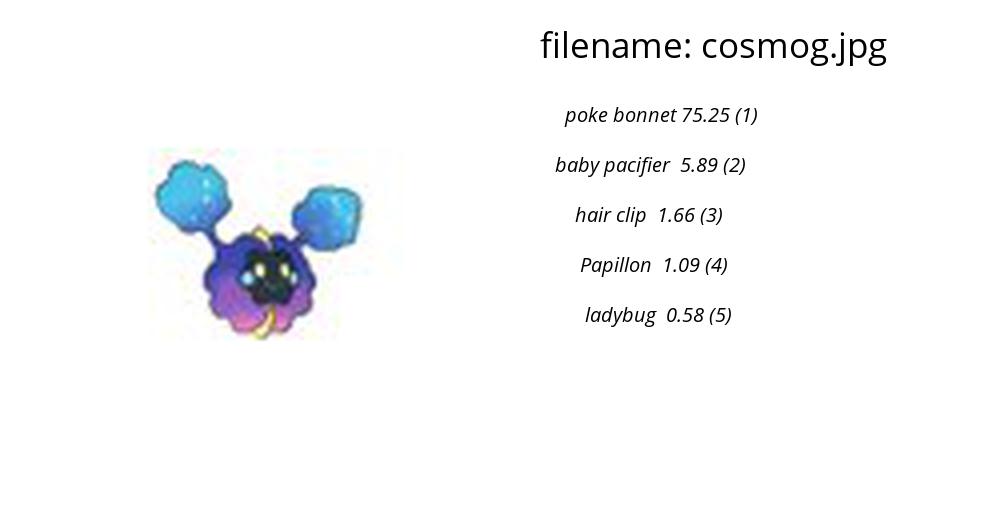 filename: cosmog.jpg
poke bonnet 75.25 (1)
baby pacifier 5.89 (2)
hair clip 1.66 (3)
Papillon 1.09 (4)
ladybug 0.58 (5)